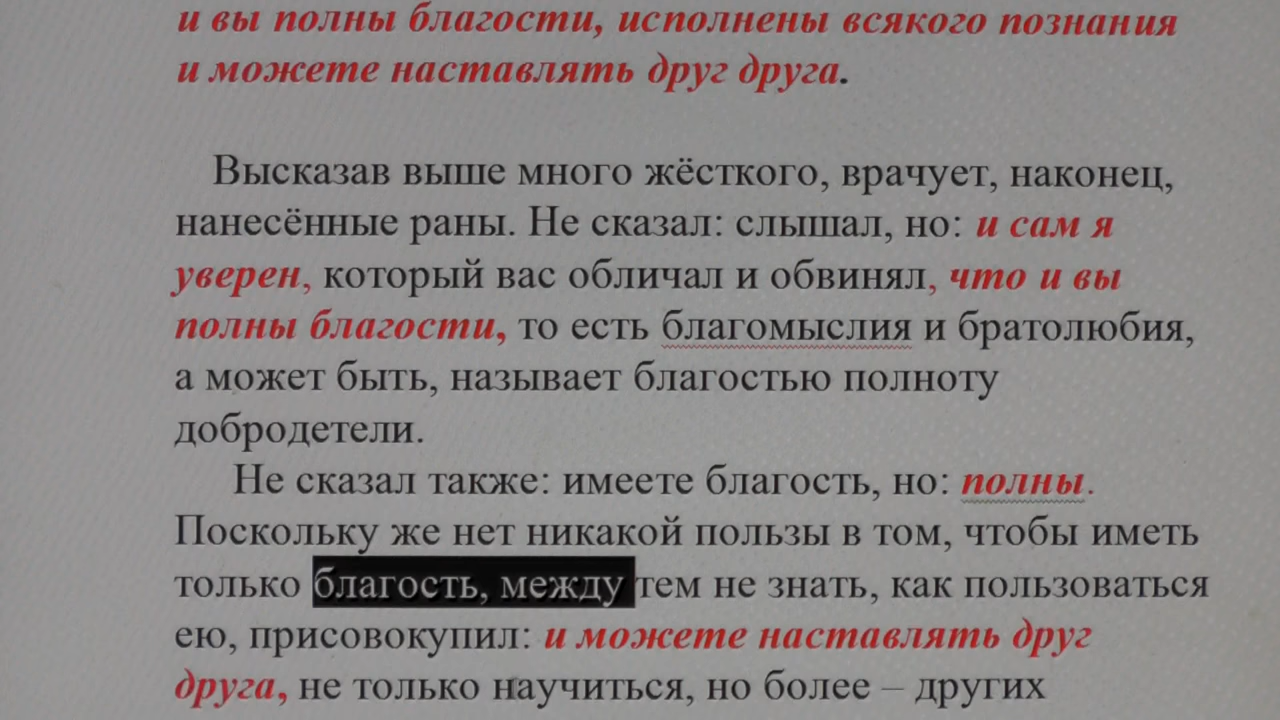 и вы полны благости, исполнены всякого познания
и можете наставлять друг друга.
Высказав выше много жёсткого, врачует, наконец,
нанесённые раны. Не сказал: слышал, но: и сам я
уверен, который вас обличал и обвинял, что и вы
полны благости, то есть благомыслия и братолюбия,
а может быть, называет благостью полноту
добродетели.
Не сказал также: имеете благость, но: полны.
Поскольку же нет никакой пользы в том, чтобы иметь
только благость, между тем не знать, как пользоваться
ею, присовокупил: и можете наставлять друг
друга, не только научиться, но более – других